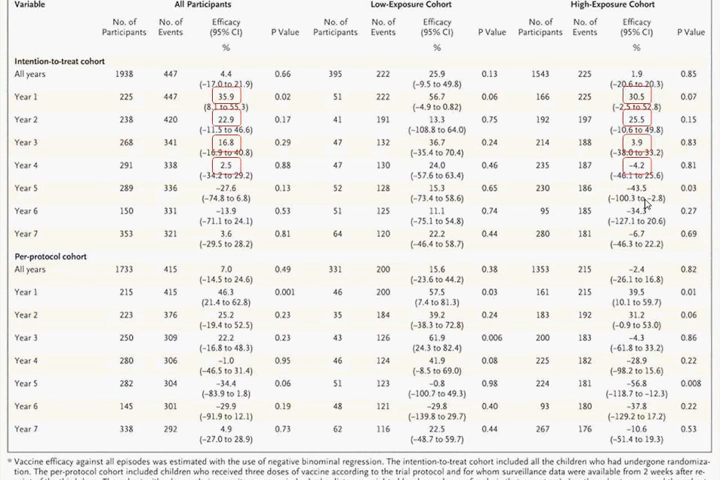 Variable All Participants Low-Exposure Cohort High-Exposure Cohort
No. of Participants No. of Events Efficacy (95% CI) P Value No. of Participants No. of Events Efficacy (95% CI) P Value No. of Participants No. of Events Efficacy (95% CI) P Value
% % %
Intention-to-treat cohort
All years 1938 447 4.4 0.66 395 222 25.9 0.13 1543 225 1.9 0.85
(−17.0 to 21.9) (−9.5 to 49.8) (−20.6 to 20.3)
Year 1 225 447 35.9 0.02 51 222 56.7 0.06 166 225 30.5 0.07
(8.1 to 55.3) (−4.9 to 0.82) (−2.5 to 52.8)
Year 2 238 420 22.9 0.17 41 191 13.3 0.75 192 197 25.5 0.15
(−11.5 to 46.6) (−108.8 to 64.0) (−10.6 to 49.8)
Year 3 268 341 16.8 0.29 47 132 36.7 0.24 214 188 3.9 0.83
(−16.9 to 40.8) (−35.4 to 70.4) (−38.0 to 33.2)
Year 4 291 338 2.5 0.88 47 130 24.0 0.46 235 187 −4.2 0.81
(−34.2 to 29.2) (−57.6 to 63.4) (−46.1 to 25.6)
Year 5 289 336 −27.6 0.13 52 128 15.3 0.65 230 186 −43.5 0.03
(−74.8 to 6.8) (−73.4 to 58.6) (−100.3 to −2.8)
Year 6 150 331 −13.9 0.53 51 125 11.1 0.74 95 185 −34.3 0.27
(−71.1 to 24.1) (−75.1 to 54.8) (−127.1 to 20.6)
Year 7 353 321 3.6 0.81 64 120 22.2 0.44 280 181 −6.7 0.69
(−29.5 to 28.2) (−46.4 to 58.7) (−46.3 to 22.2)
Per-protocol cohort
All years 1733 415 7.0 0.49 331 200 15.6 0.38 1353 215 −2.4 0.82
(−14.5 to 24.6) (−23.6 to 44.2) (−26.1 to 16.8)
Year 1 215 415 46.3 0.001 46 200 57.5 0.03 161 215 39.5 0.01
(21.4 to 62.8) (7.4 to 81.3) (10.1 to 59.7)
Year 2 223 376 25.2 0.23 35 184 39.2 0.24 183 192 31.2 0.06
(−19.4 to 52.5) (−38.3 to 72.8) (−0.9 to 53.0)
Year 3 250 309 22.2 0.23 43 126 61.9 0.006 200 183 −4.3 0.86
(−16.8 to 48.3) (24.3 to 82.4) (−61.8 to 33.2)
Year 4 280 306 −1.0 0.95 46 124 41.9 0.08 225 182 −28.9 0.22
(−46.5 to 31.4) (−8.5 to 69.0) (−98.2 to 15.6)
Year 5 282 304 −34.4 0.06 51 123 −0.8 0.98 224 181 −56.8 0.008
(−83.9 to 1.8) (−100.7 to 49.3) (−118.7 to −12.3)
Year 6 145 301 −29.9 0.19 48 121 −29.8 0.40 93 180 −37.8 0.22
(−91.9 to 12.1) (−139.8 to 29.7) (−129.2 to 17.2)
Year 7 338 292 4.9 0.73 62 116 22.5 0.44 267 176 −10.6 0.53
(−27.0 to 28.9) (−48.7 to 59.7) (−51.4 to 19.3)
* Vaccine efficacy against all episodes was estimated with the use of negative binomial regression. The intention-to-treat cohort included all the children who had undergone randomiza-
tion. The per-protocol cohort included children who received three doses of vaccine according to the trial protocol and for whom surveillance data were available from 2 weeks after re-